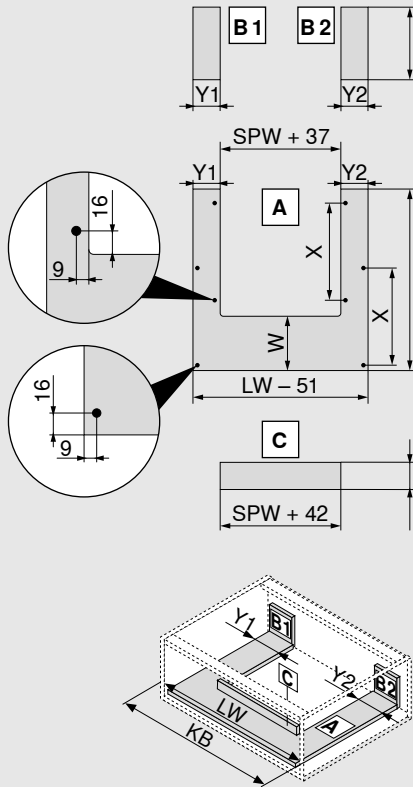 B1 B2
Y1 Y2
SPW + 37
Y1 Y2
A
16
9
X
X
W
16
9
LW – 51
C
SPW + 42
Y1
B1
Y2
B2
C
A
LW
KB